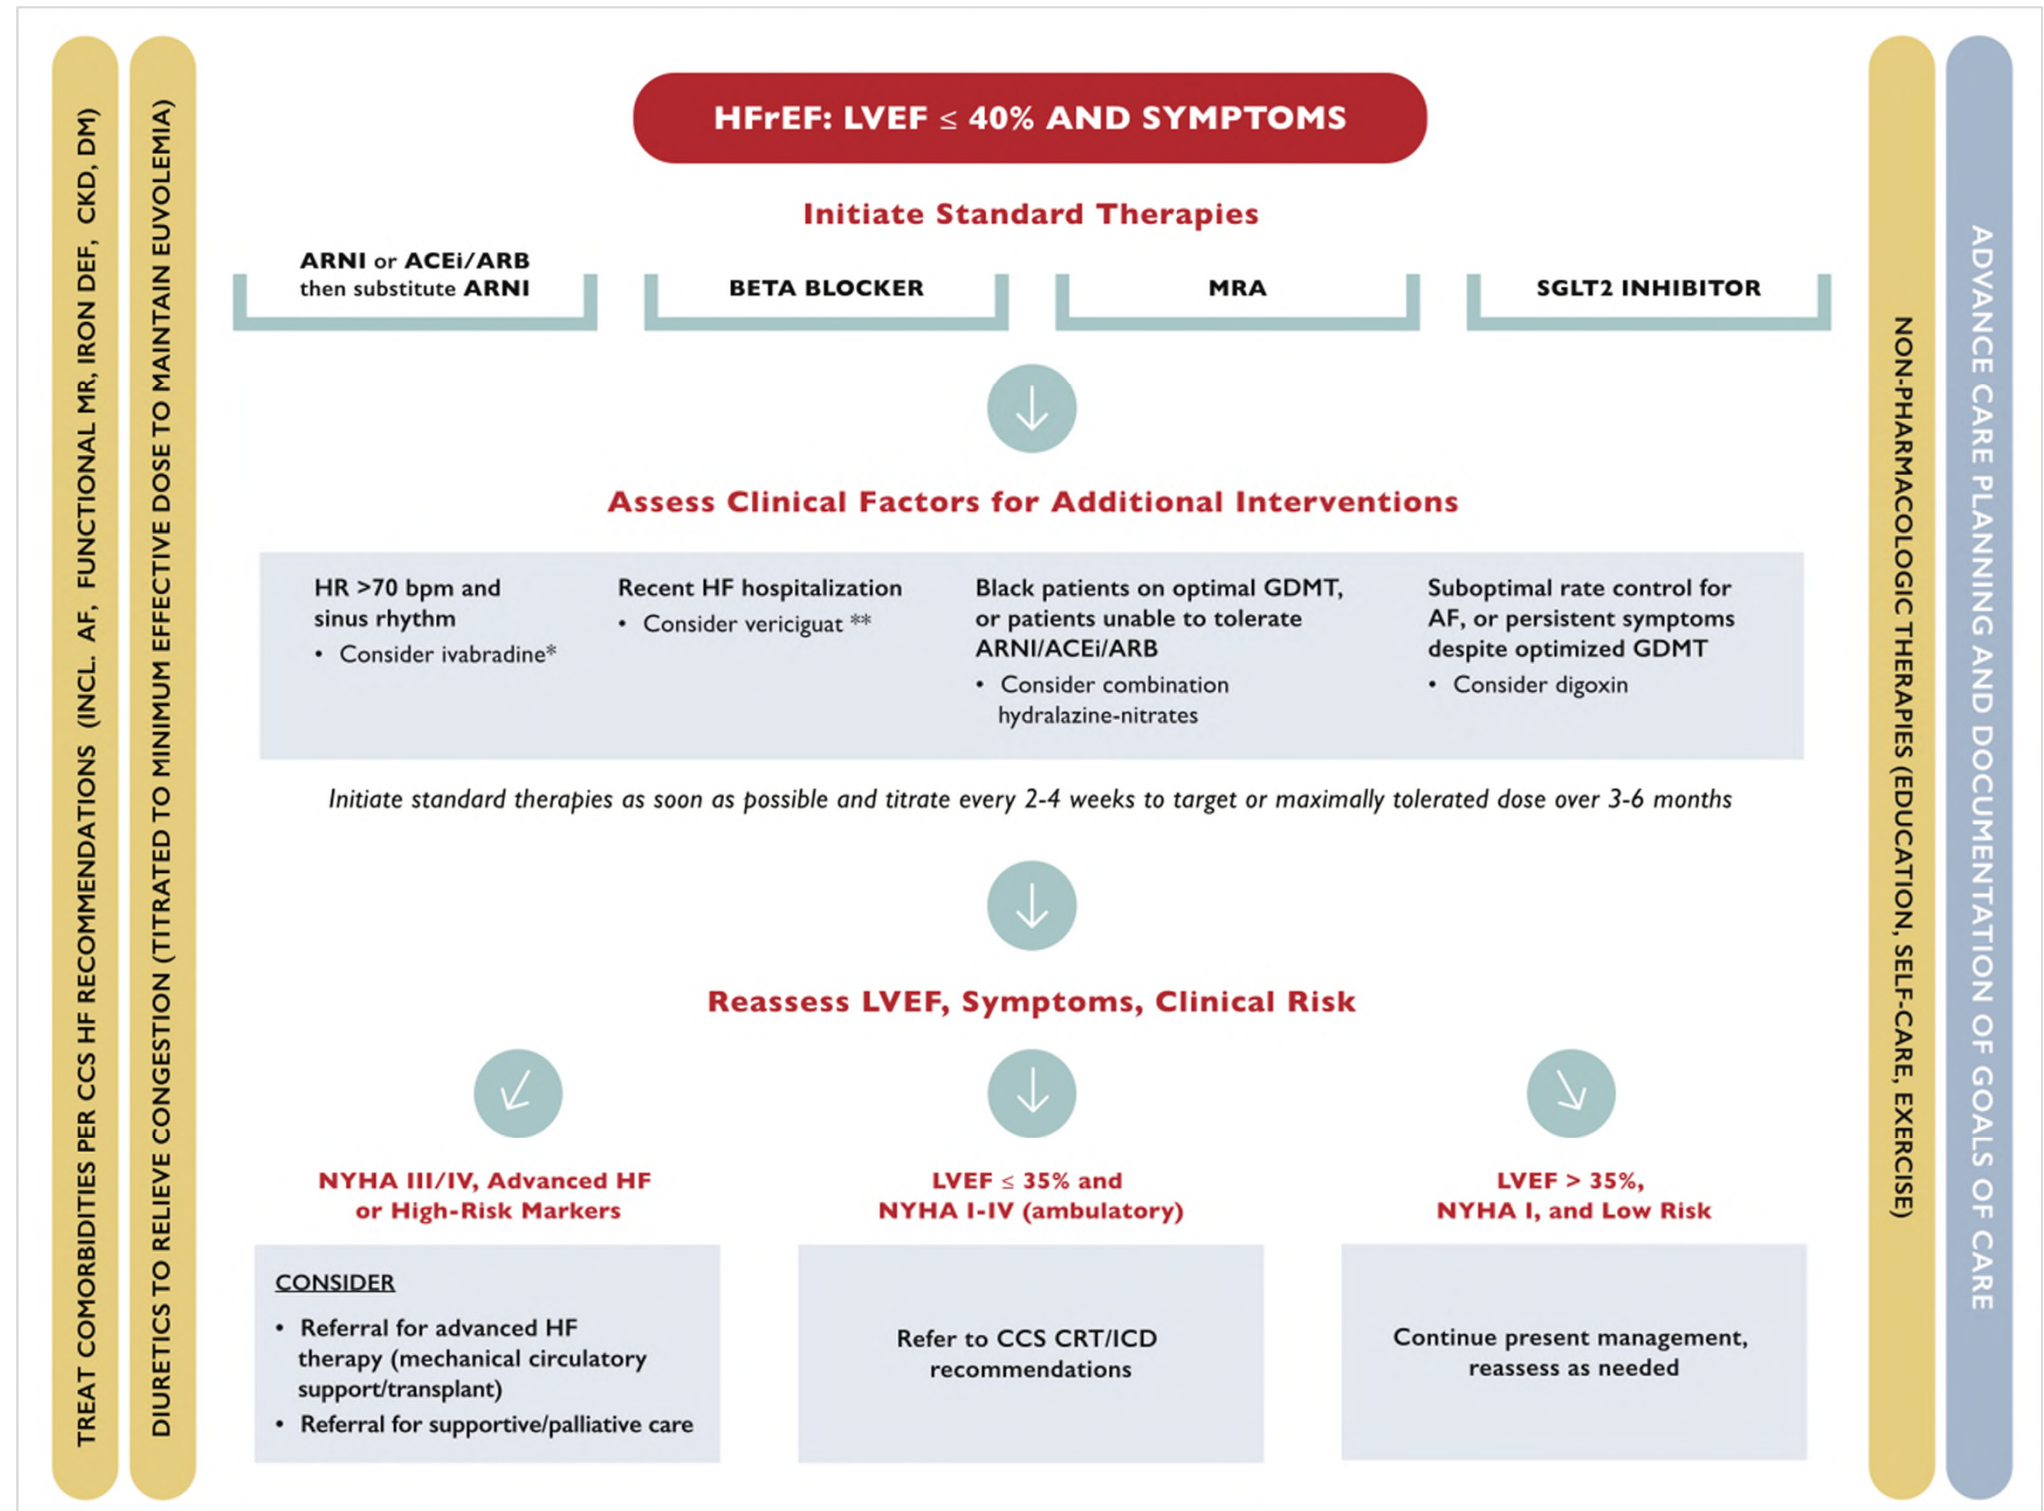 TREAT COMORBIDITIES PER CCS HF RECOMMENDATIONS (INCL. AF, FUNCTIONAL MR, IRON DEF, CKD, DM)
DIURETICS TO RELIEVE CONGESTION (TITRATED TO MINIMUM EFFECTIVE DOSE TO MAINTAIN EUVOLEMIA)
HFrEF: LVEF ≤ 40% AND SYMPTOMS
Initiate Standard Therapies
ARNI or ACEi/ARB
then substitute ARNI
BETA BLOCKER
MRA
SGLT2 INHIBITOR
Assess Clinical Factors for Additional Interventions
HR >70 bpm and
sinus rhythm
• Consider ivabradine*
Recent HF hospitalization
• Consider vericiguat **
Black patients on optimal GDMT,
or patients unable to tolerate
ARNI/ACEi/ARB
• Consider combination
hydralazine-nitrates
Suboptimal rate control for
AF, or persistent symptoms
despite optimized GDMT
• Consider digoxin
Initiate standard therapies as soon as possible and titrate every 2-4 weeks to target or maximally tolerated dose over 3-6 months
Reassess LVEF, Symptoms, Clinical Risk
NYHA III/IV, Advanced HF
or High-Risk Markers
CONSIDER
• Referral for advanced HF
therapy (mechanical circulatory
support/transplant)
• Referral for supportive/palliative care
LVEF ≤ 35% and
NYHA I-IV (ambulatory)
Refer to CCS CRT/ICD
recommendations
LVEF > 35%,
NYHA I, and Low Risk
Continue present management,
reassess as needed
NON-PHARMACOLOGIC THERAPIES (EDUCATION, SELF-CARE, EXERCISE)
ADVANCE CARE PLANNING AND DOCUMENTATION OF GOALS OF CARE